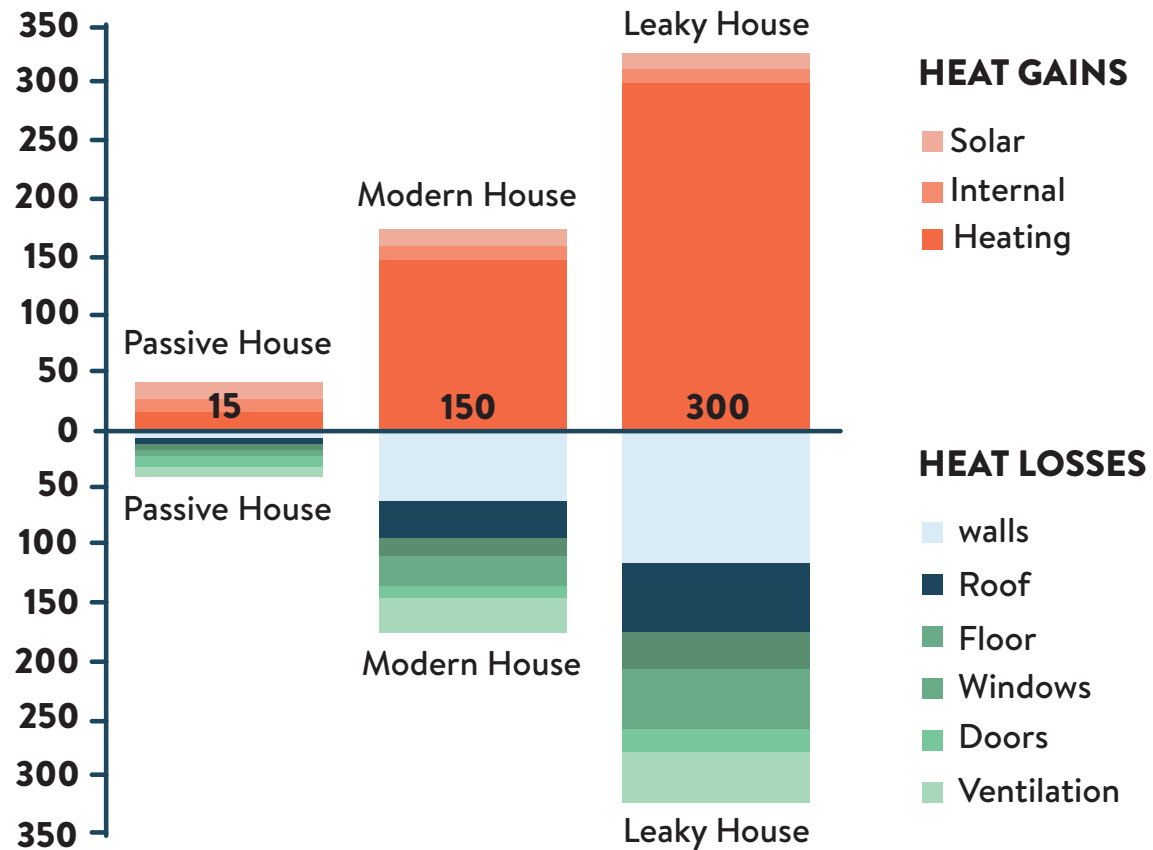 350
300
250
200
150
100
50
0
50
100
150
200
250
300
350
Leaky House
Modern House
Passive House
15
150
300
Passive House
Modern House
Leaky House
HEAT GAINS
Solar
Internal
Heating
HEAT LOSSES
walls
Roof
Floor
Windows
Doors
Ventilation